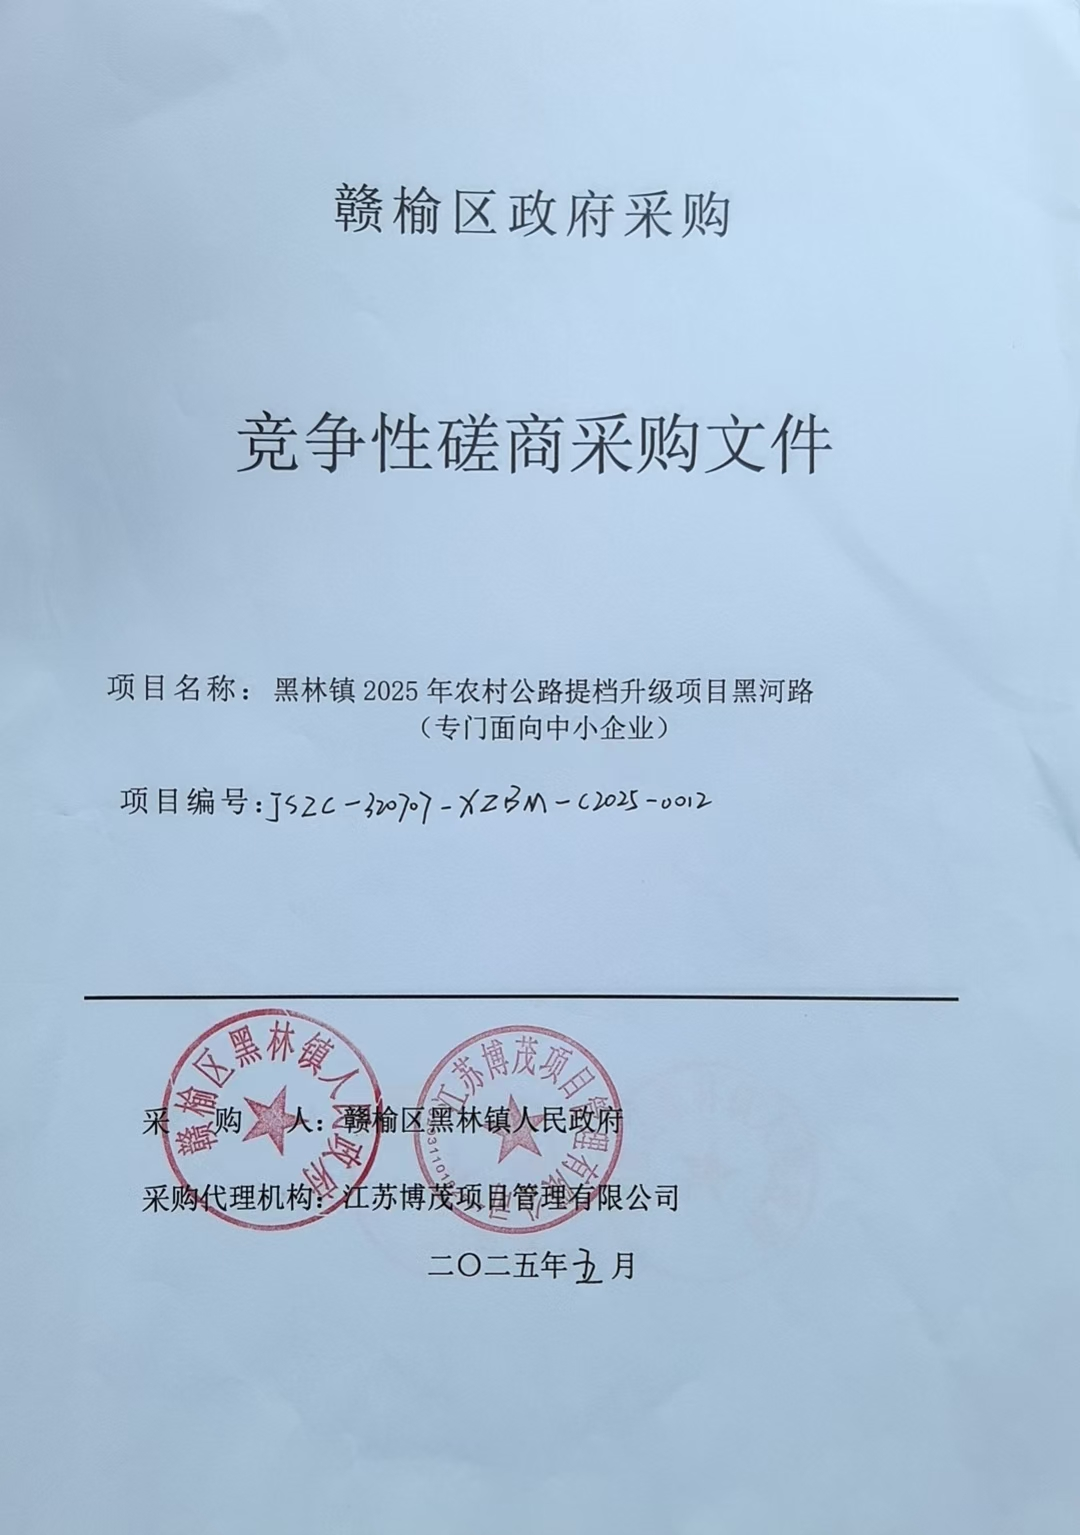 赣榆区政府采购
竞争性磋商采购文件
项目名称：黑林镇2025年农村公路提档升级项目黑河路
（专门面向中小企业）
项目编号:JSZC-320707-XZBM-C2025-0012
赣榆区黑林镇人民政府
江苏博茂项目管理有限公司
采购人：赣榆区黑林镇人民政府
采购代理机构：江苏博茂项目管理有限公司
二〇二五年五月